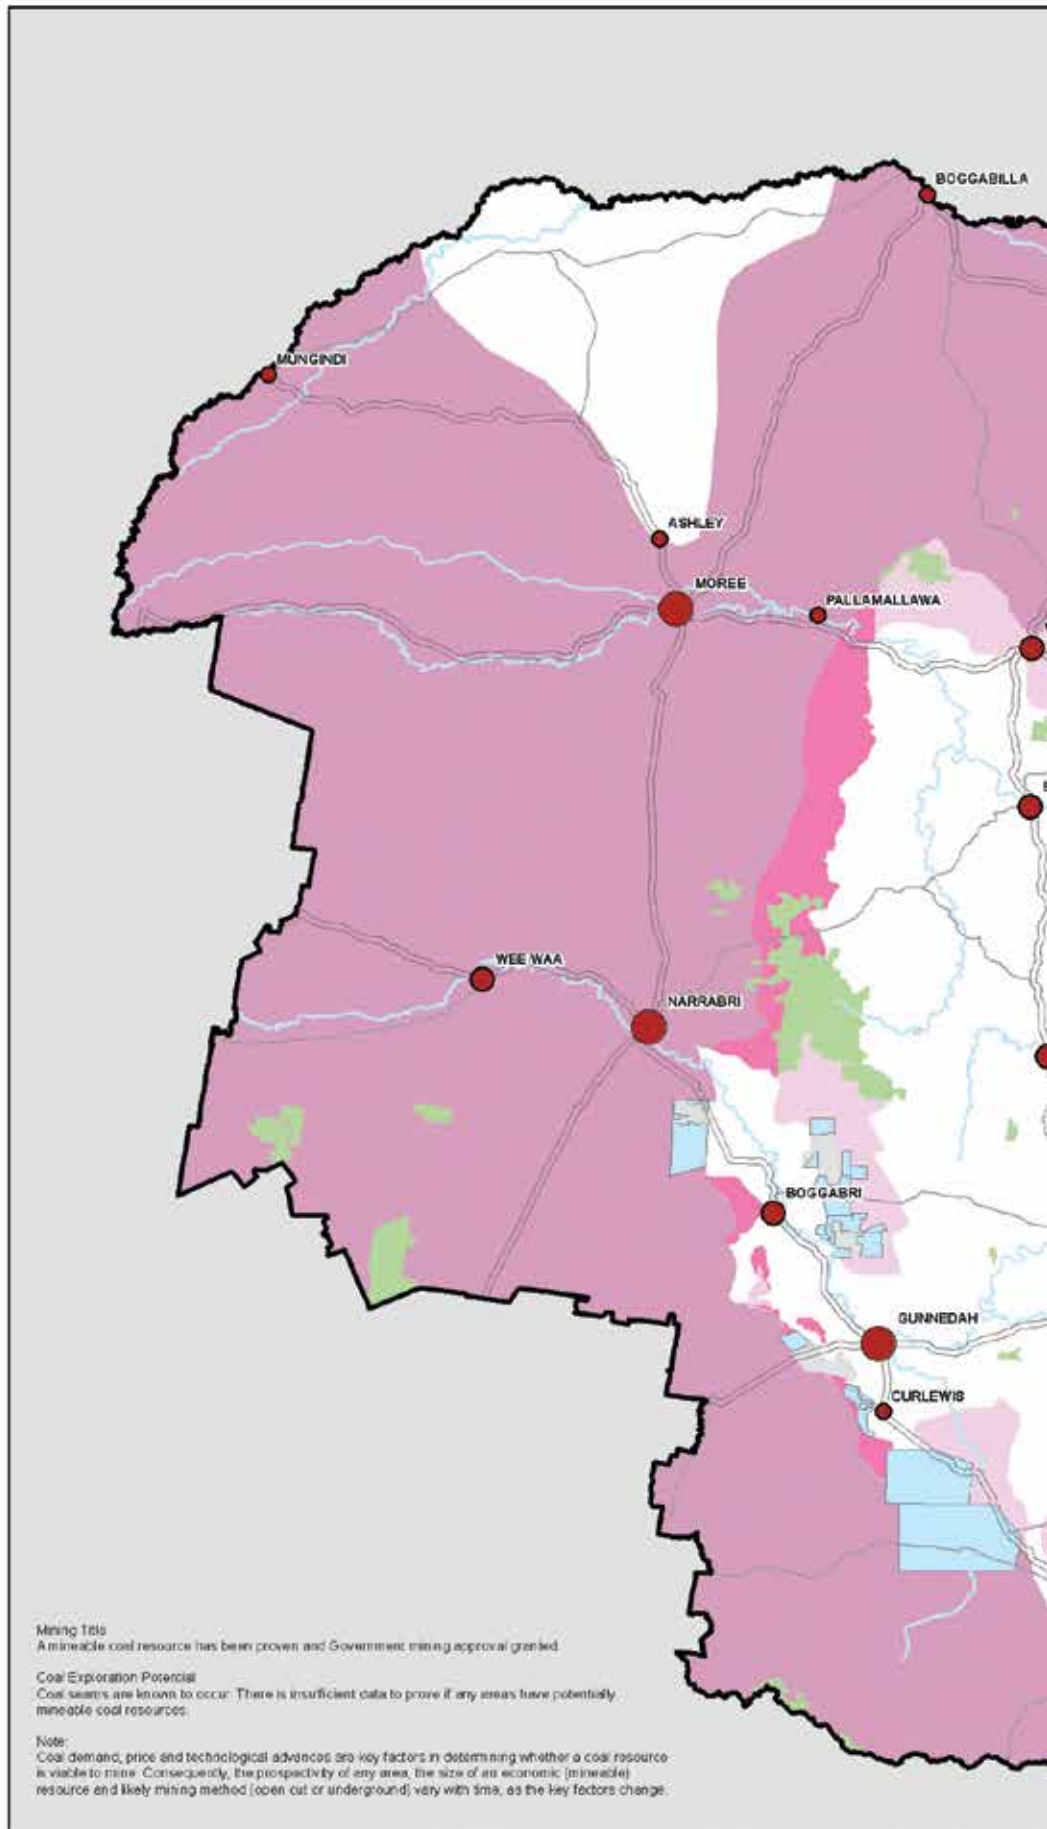 BOGGABILLA
MUNGINDI
ASHLEY
MOREE
PALLAMALLAWA
WEE WAA
NARRABRI
BOGGABRI
GUNNEDAH
CURLEWIS
Mining Title
A mineable coal resource has been proven and Government mining approval granted.
Coal Exploration Potential
Coal seams are known to occur. There is insufficient data to prove if any areas have potentially
mineable coal resources.
Note:
Coal demand, price and technological advances are key factors in determining whether a coal resource
is viable to mine. Consequently, the prospectivity of any area, the size of an economic (mineable)
resource and likely mining method (open cut or underground) vary with time, as the key factors change.